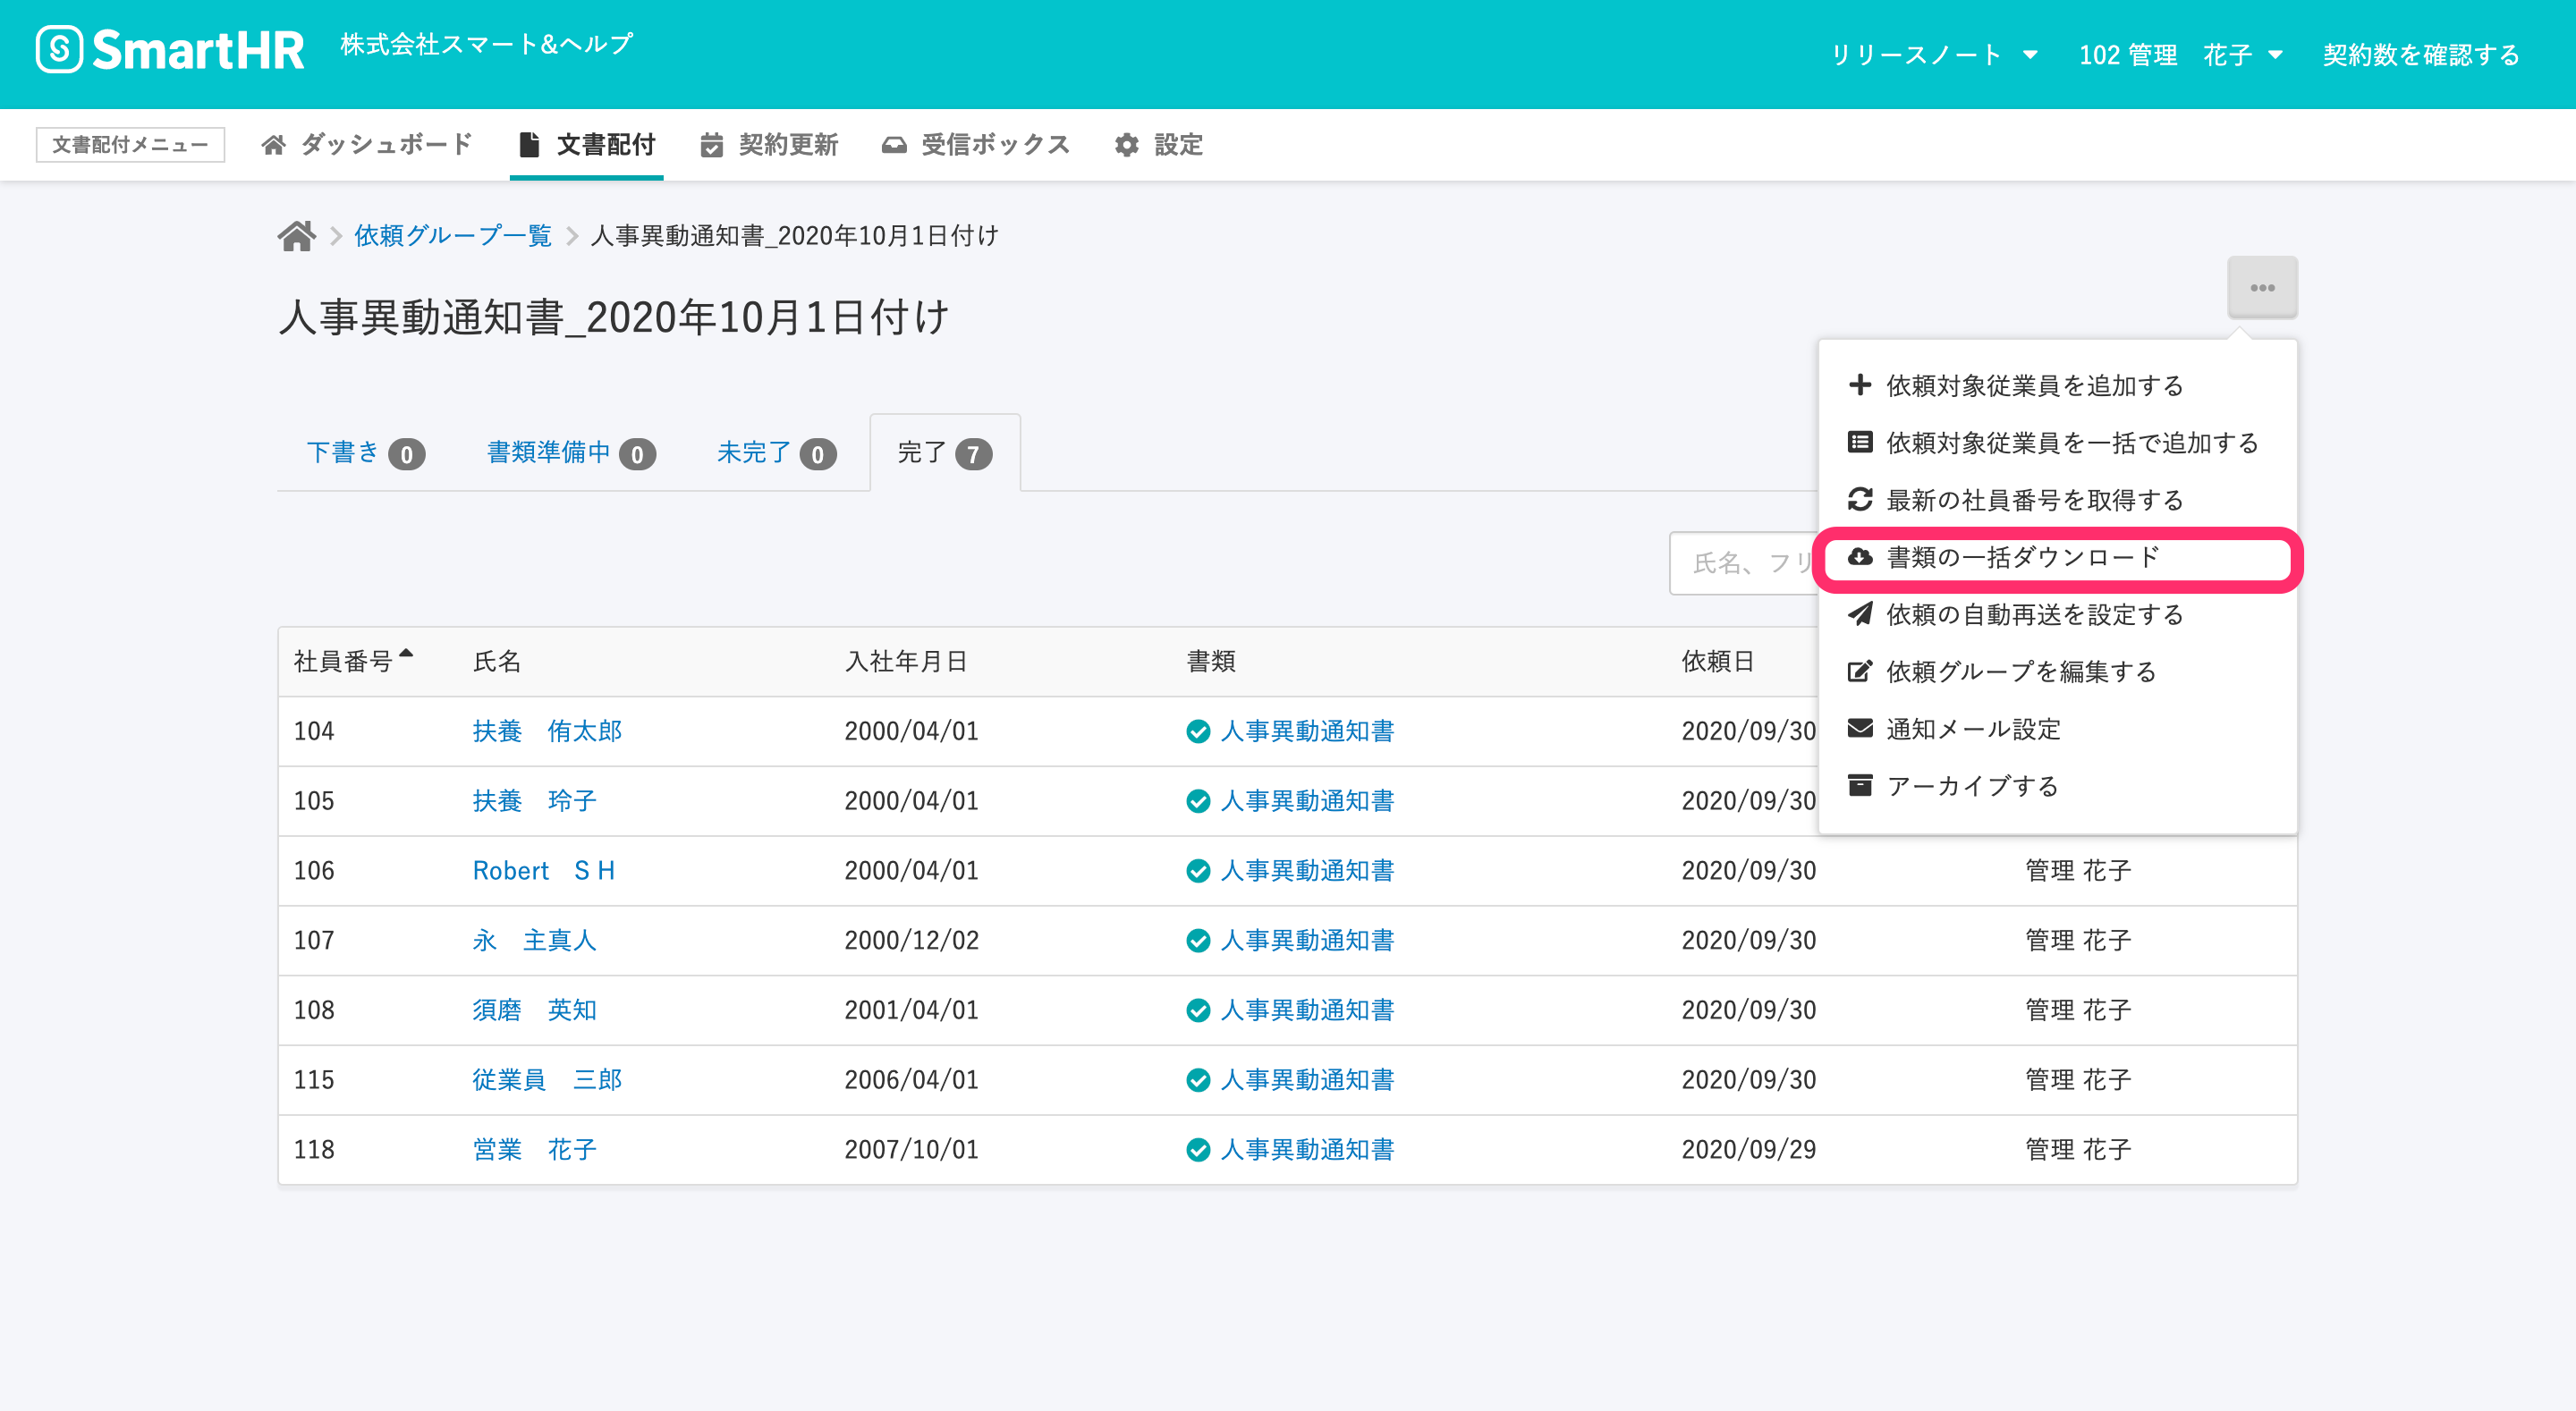 SmartHR 株式会社スマート&ヘルプ リリースノート 102 管理 花子 契約数を確認する
文書配付メニュー ダッシュボード 文書配付 契約更新 受信ボックス 設定
依頼グループ一覧 人事異動通知書_2020年10月1日付け
人事異動通知書_2020年10月1日付け
下書き 0 書類準備中 0 未完了 0 完了 7
依頼対象従業員を追加する
依頼対象従業員を一括で追加する
最新の社員番号を取得する
書類の一括ダウンロード
依頼の自動再送を設定する
依頼グループを編集する
通知メール設定
アーカイブする
氏名、フリ
社員番号 氏名 入社年月日 書類 依頼日
104 扶養 侑太郎 2000/04/01 人事異動通知書 2020/09/30
105 扶養 玲子 2000/04/01 人事異動通知書 2020/09/30
106 Robert S H 2000/04/01 人事異動通知書 2020/09/30 管理 花子
107 永 主真人 2000/12/02 人事異動通知書 2020/09/30 管理 花子
108 須磨 英知 2001/04/01 人事異動通知書 2020/09/30 管理 花子
115 従業員 三郎 2006/04/01 人事異動通知書 2020/09/30 管理 花子
118 営業 花子 2007/10/01 人事異動通知書 2020/09/29 管理 花子